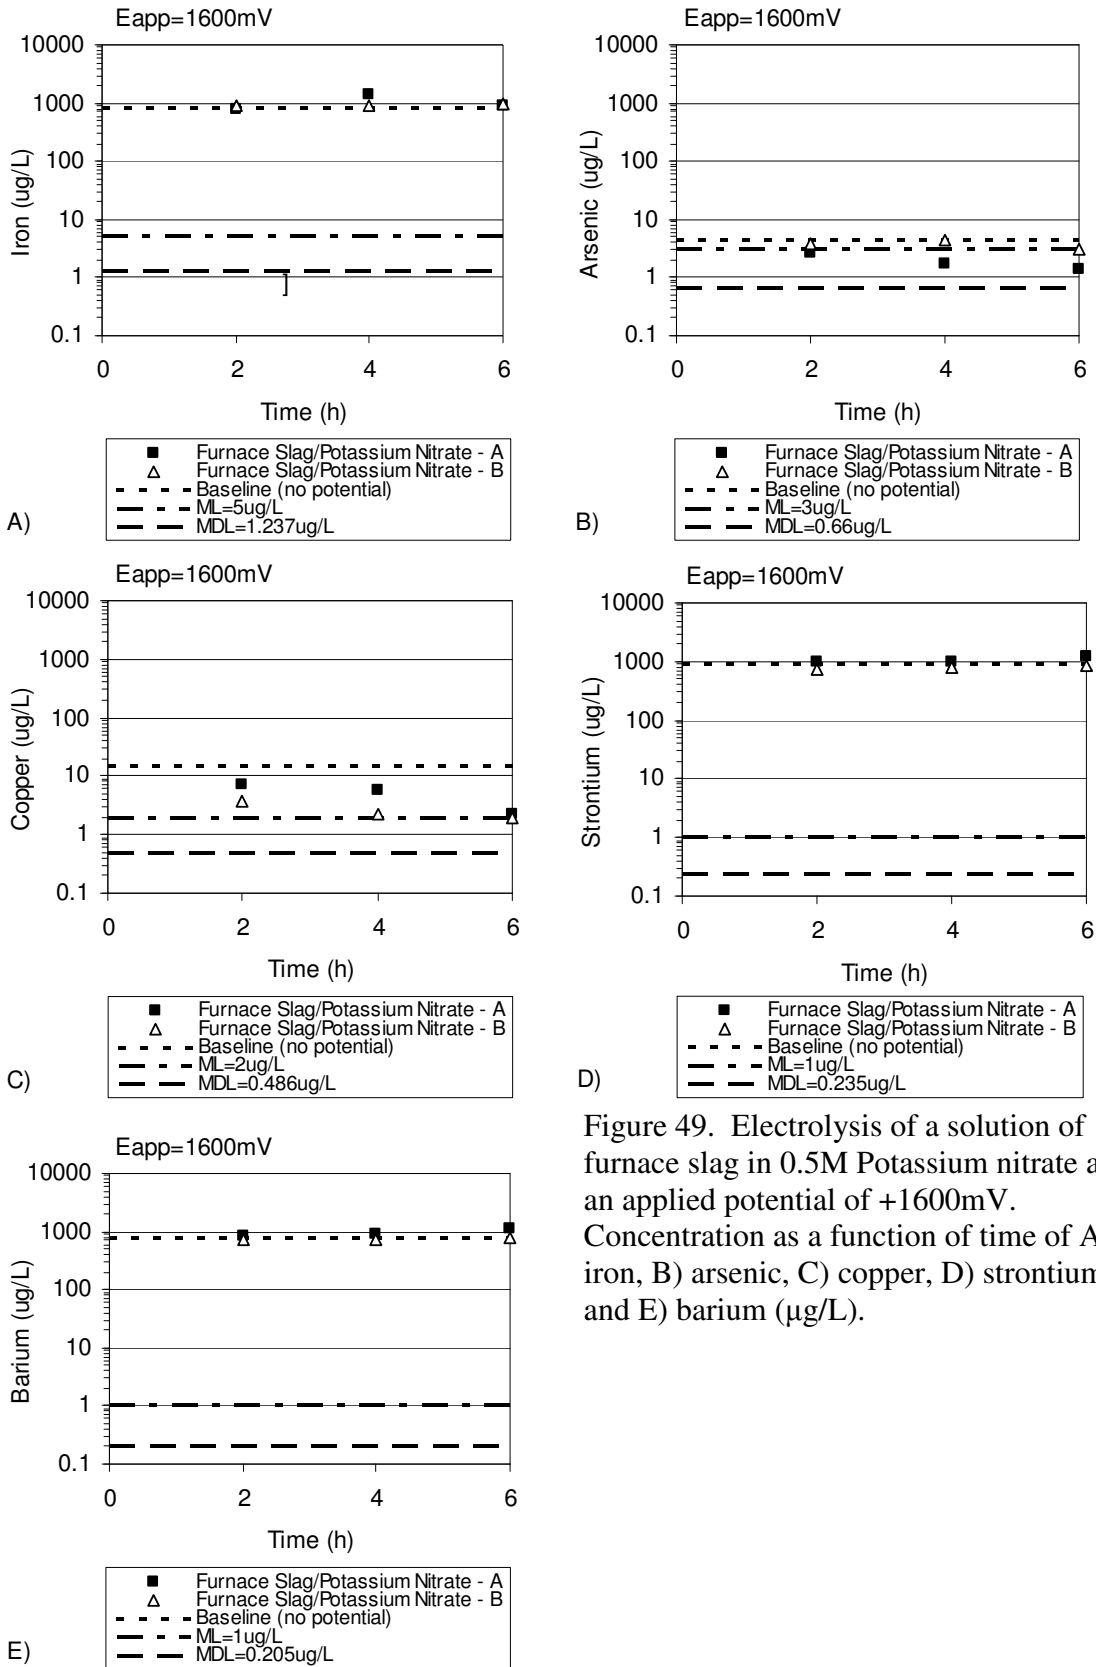 Eapp=1600mV
10000
1000
100
10
1
0.1
Iron (ug/L)
]
0 2 4 6
Time (h)
Furnace Slag/Potassium Nitrate - A
Furnace Slag/Potassium Nitrate - B
Baseline (no potential)
ML=5ug/L
MDL=1.237ug/L
A)
Eapp=1600mV
10000
1000
100
10
1
0.1
Arsenic (ug/L)
0 2 4 6
Time (h)
Furnace Slag/Potassium Nitrate - A
Furnace Slag/Potassium Nitrate - B
Baseline (no potential)
ML=3ug/L
MDL=0.66ug/L
B)
Eapp=1600mV
10000
1000
100
10
1
0.1
Copper (ug/L)
0 2 4 6
Time (h)
Furnace Slag/Potassium Nitrate - A
Furnace Slag/Potassium Nitrate - B
Baseline (no potential)
ML=2ug/L
MDL=0.486ug/L
C)
Eapp=1600mV
10000
1000
100
10
1
0.1
Strontium (ug/L)
0 2 4 6
Time (h)
Furnace Slag/Potassium Nitrate - A
Furnace Slag/Potassium Nitrate - B
Baseline (no potential)
ML=1ug/L
MDL=0.235ug/L
D)
Eapp=1600mV
10000
1000
100
10
1
0.1
Barium (ug/L)
0 2 4 6
Time (h)
Furnace Slag/Potassium Nitrate - A
Furnace Slag/Potassium Nitrate - B
Baseline (no potential)
ML=1ug/L
MDL=0.205ug/L
E)
Figure 49. Electrolysis of a solution of
furnace slag in 0.5M Potassium nitrate a
an applied potential of +1600mV.
Concentration as a function of time of A
iron, B) arsenic, C) copper, D) strontium
and E) barium (µg/L).